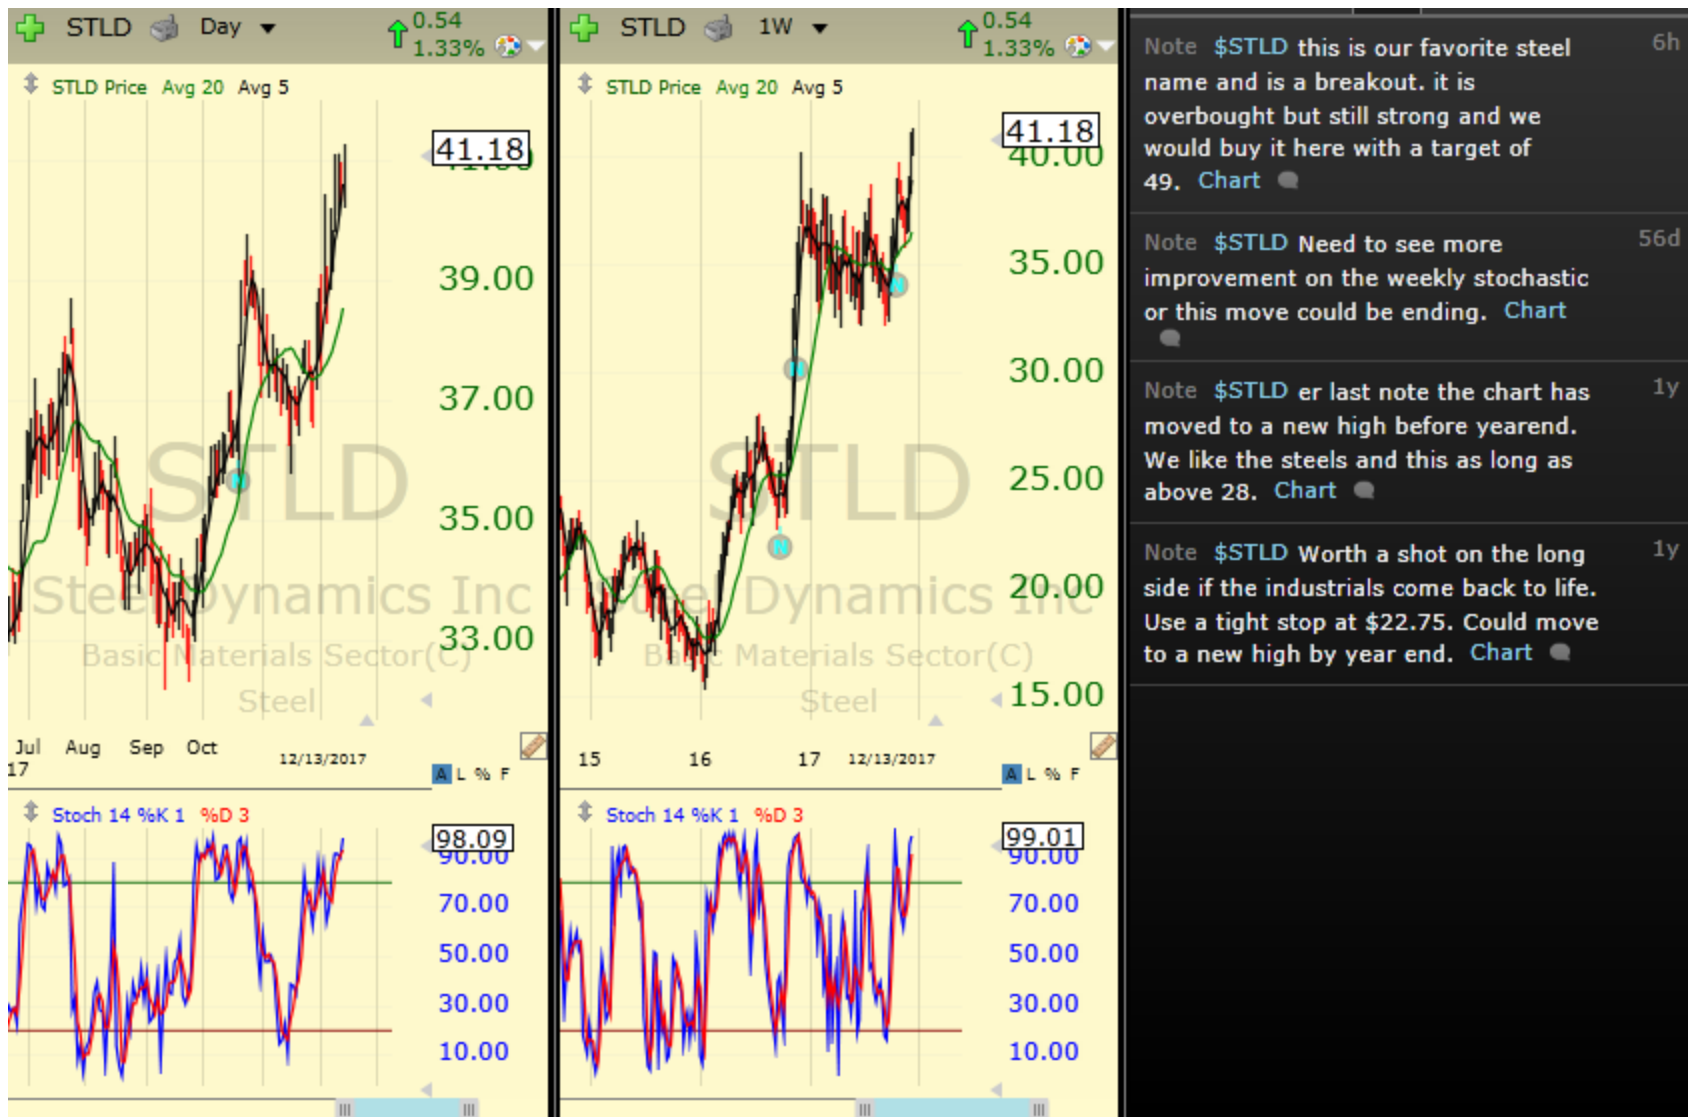 STLD Day 0.54
1.33%
STLD Price Avg 20 Avg 5
41.18
39.00
37.00
35.00
33.00
STLD
Steel Dynamics Inc
Basic Materials Sector(C)
Steel
Jul Aug Sep Oct
17 12/13/2017
A L % F
Stoch 14 %K 1 %D 3
98.09
90.00
70.00
50.00
30.00
10.00
STLD 1W 0.54
1.33%
STLD Price Avg 20 Avg 5
41.18
40.00
35.00
N
30.00
N
25.00
N
20.00
15.00
STLD
Steel Dynamics Inc
Basic Materials Sector(C)
Steel
15 16 17 12/13/2017
A L % F
Stoch 14 %K 1 %D 3
99.01
90.00
70.00
50.00
30.00
10.00
Note $STLD this is our favorite steel 6h
name and is a breakout. it is
overbought but still strong and we
would buy it here with a target of
49. Chart
Note $STLD Need to see more 56d
improvement on the weekly stochastic
or this move could be ending. Chart
Note $STLD er last note the chart has 1y
moved to a new high before yearend.
We like the steels and this as long as
above 28. Chart
Note $STLD Worth a shot on the long 1y
side if the industrials come back to life.
Use a tight stop at $22.75. Could move
to a new high by year end. Chart